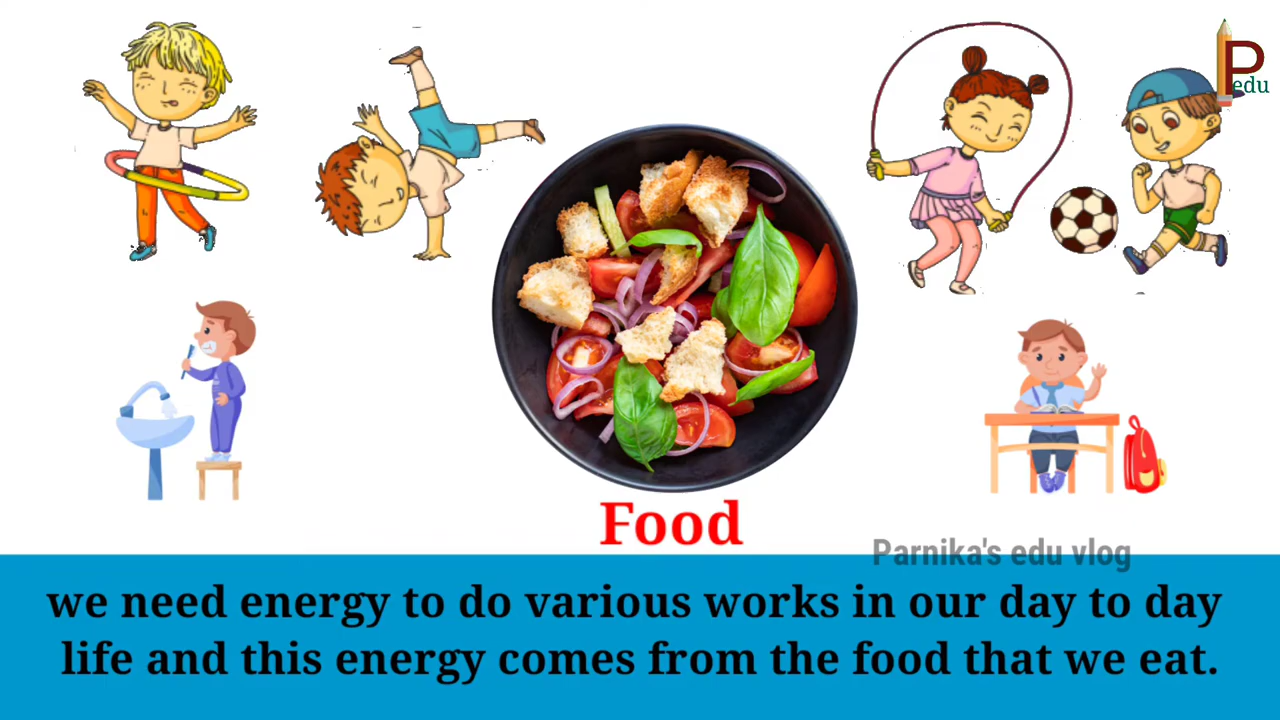 P
edu
Food
Parnika's edu vlog
we need energy to do various works in our day to day
life and this energy comes from the food that we eat.